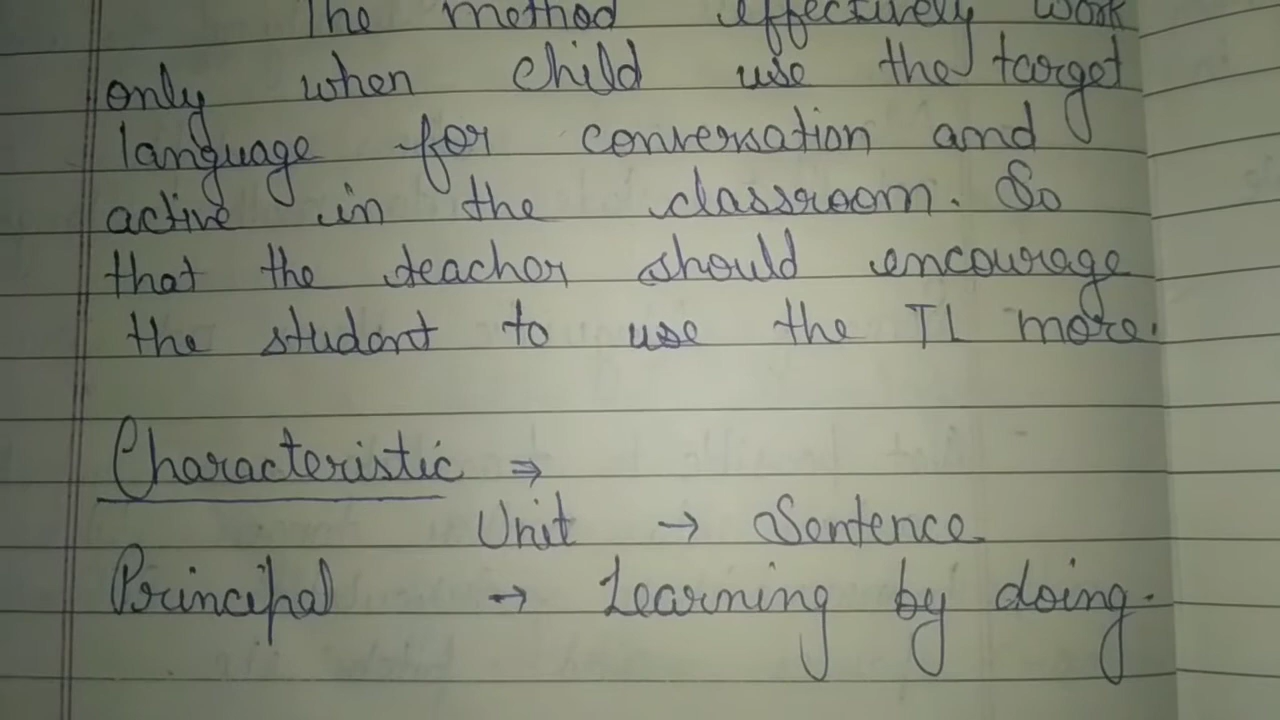 The method effectively work
only when child use the target
language for conversation and
active in the classroom. So
that the teacher should encourage
the student to use the TL more.
Characteristic ⇒
Unit → Sentence
Principal → Learning by doing.